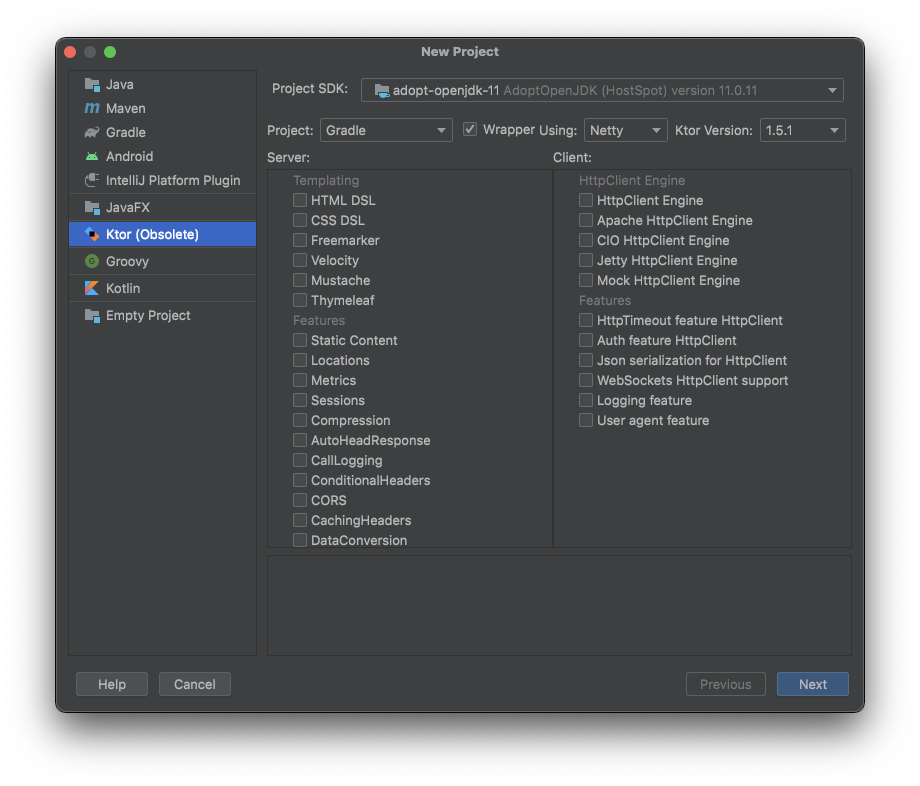 New Project
Java
Maven
Gradle
Android
IntelliJ Platform Plugin
JavaFX
Ktor (Obsolete)
Groovy
Kotlin
Empty Project
Project SDK: adopt-openjdk-11 AdoptOpenJDK (HostSpot) version 11.0.11
Project: Gradle Wrapper Using: Netty Ktor Version: 1.5.1
Server:
Templating
HTML DSL
CSS DSL
Freemarker
Velocity
Mustache
Thymeleaf
Features
Static Content
Locations
Metrics
Sessions
Compression
AutoHeadResponse
CallLogging
ConditionalHeaders
CORS
CachingHeaders
DataConversion
Client:
HttpClient Engine
HttpClient Engine
Apache HttpClient Engine
CIO HttpClient Engine
Jetty HttpClient Engine
Mock HttpClient Engine
Features
HttpTimeout feature HttpClient
Auth feature HttpClient
Json serialization for HttpClient
WebSockets HttpClient support
Logging feature
User agent feature
Help Cancel Previous Next